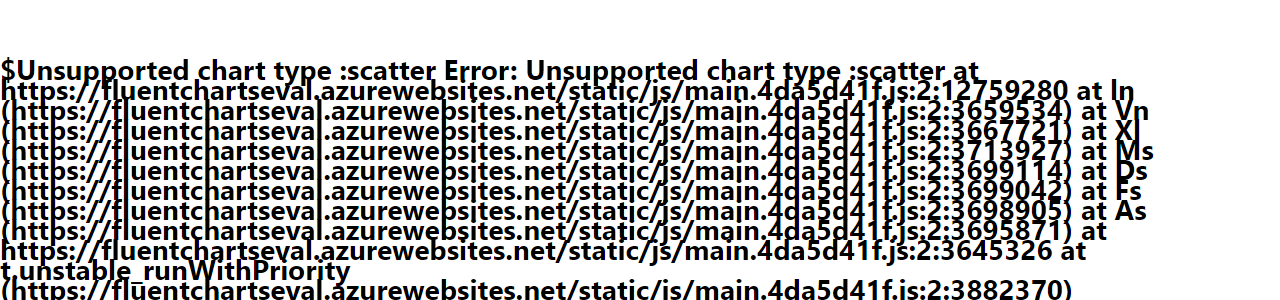 $Unsupported chart type :scatter Error: Unsupported chart type :scatter at
https://fluentchartseval.azurewebsites.net/static/js/main.4da5d41f.js:2:12759280 at ln
(https://fluentchartseval.azurewebsites.net/static/js/main.4da5d41f.js:2:3659534) at Vn
(https://fluentchartseval.azurewebsites.net/static/js/main.4da5d41f.js:2:3667721) at Xl
(https://fluentchartseval.azurewebsites.net/static/js/main.4da5d41f.js:2:3713927) at Ms
(https://fluentchartseval.azurewebsites.net/static/js/main.4da5d41f.js:2:3699114) at Ds
(https://fluentchartseval.azurewebsites.net/static/js/main.4da5d41f.js:2:3699042) at Fs
(https://fluentchartseval.azurewebsites.net/static/js/main.4da5d41f.js:2:3698905) at As
(https://fluentchartseval.azurewebsites.net/static/js/main.4da5d41f.js:2:3695871) at
https://fluentchartseval.azurewebsites.net/static/js/main.4da5d41f.js:2:3645326 at
t.unstable_runWithPriority
(https://fluentchartseval.azurewebsites.net/static/js/main.4da5d41f.js:2:3882370)